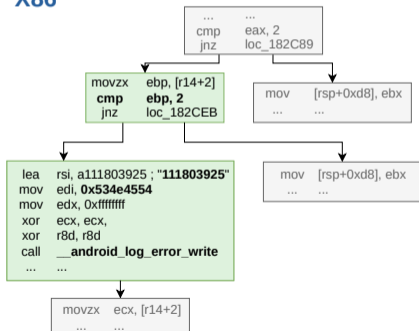 X86
... ...
cmp eax, 2
jnz loc_182C89
movzx ebp, [r14+2]
cmp ebp, 2
jnz loc_182CEB
mov [rsp+0xd8], ebx
... ...
lea rsi, a111803925 ; "111803925"
mov edi, 0x534e4554
mov edx, 0xffffffff
xor ecx, ecx,
xor r8d, r8d
call __android_log_error_write
... ...
mov [rsp+0xd8], ebx
... ...
movzx ecx, [r14+2]
... ...